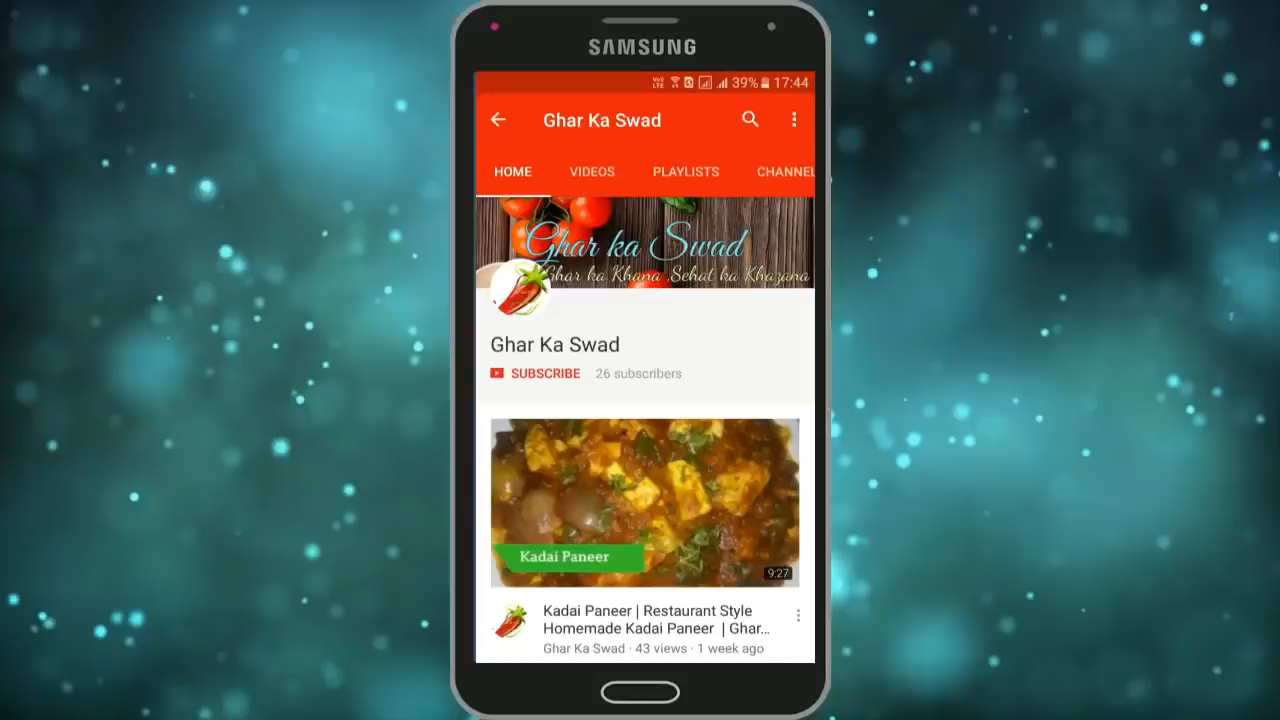 SAMSUNG
VoO LTE 39% 17:44
Ghar Ka Swad
HOME VIDEOS PLAYLISTS CHANNEL
Ghar ka Swad
Ghar ka Khana ,Sehat ka Khazana
Ghar Ka Swad
SUBSCRIBE 26 subscribers
Kadai Paneer
9:27
Kadai Paneer | Restaurant Style
Homemade Kadai Paneer | Ghar...
Ghar Ka Swad · 43 views · 1 week ago